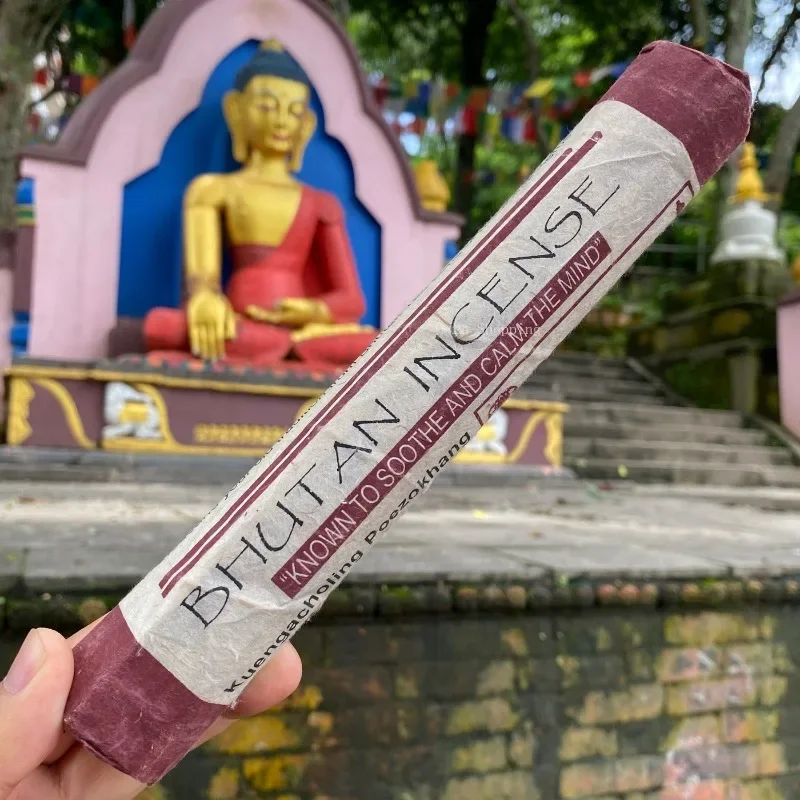 BHUTAN INCENSE
“KNOWN TO SOOTHE AND CALM THE MIND”
Kuengacholing Poezokhang